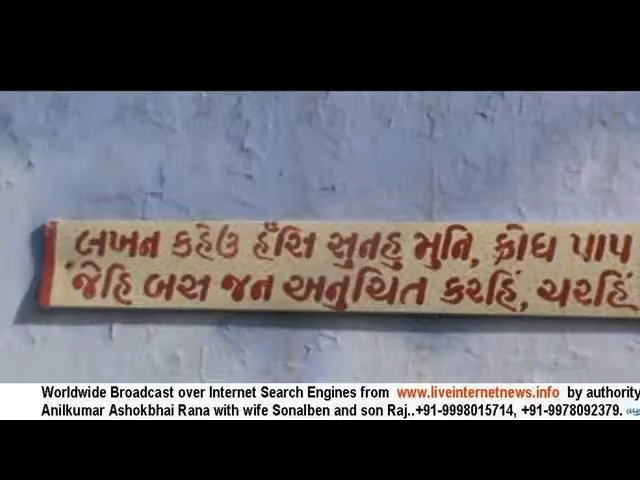 લખન કહેઉ હઁસિ સુનહુ મુનિ, ક્રોધ પાપ
જેહિ બસ જન અનુચિત કરહિં, ચરહિં
Worldwide Broadcast over Internet Search Engines from www.liveinternetnews.info by authority
Anilkumar Ashokbhai Rana with wife Sonalben and son Raj..+91-9998015714, +91-9978092379.